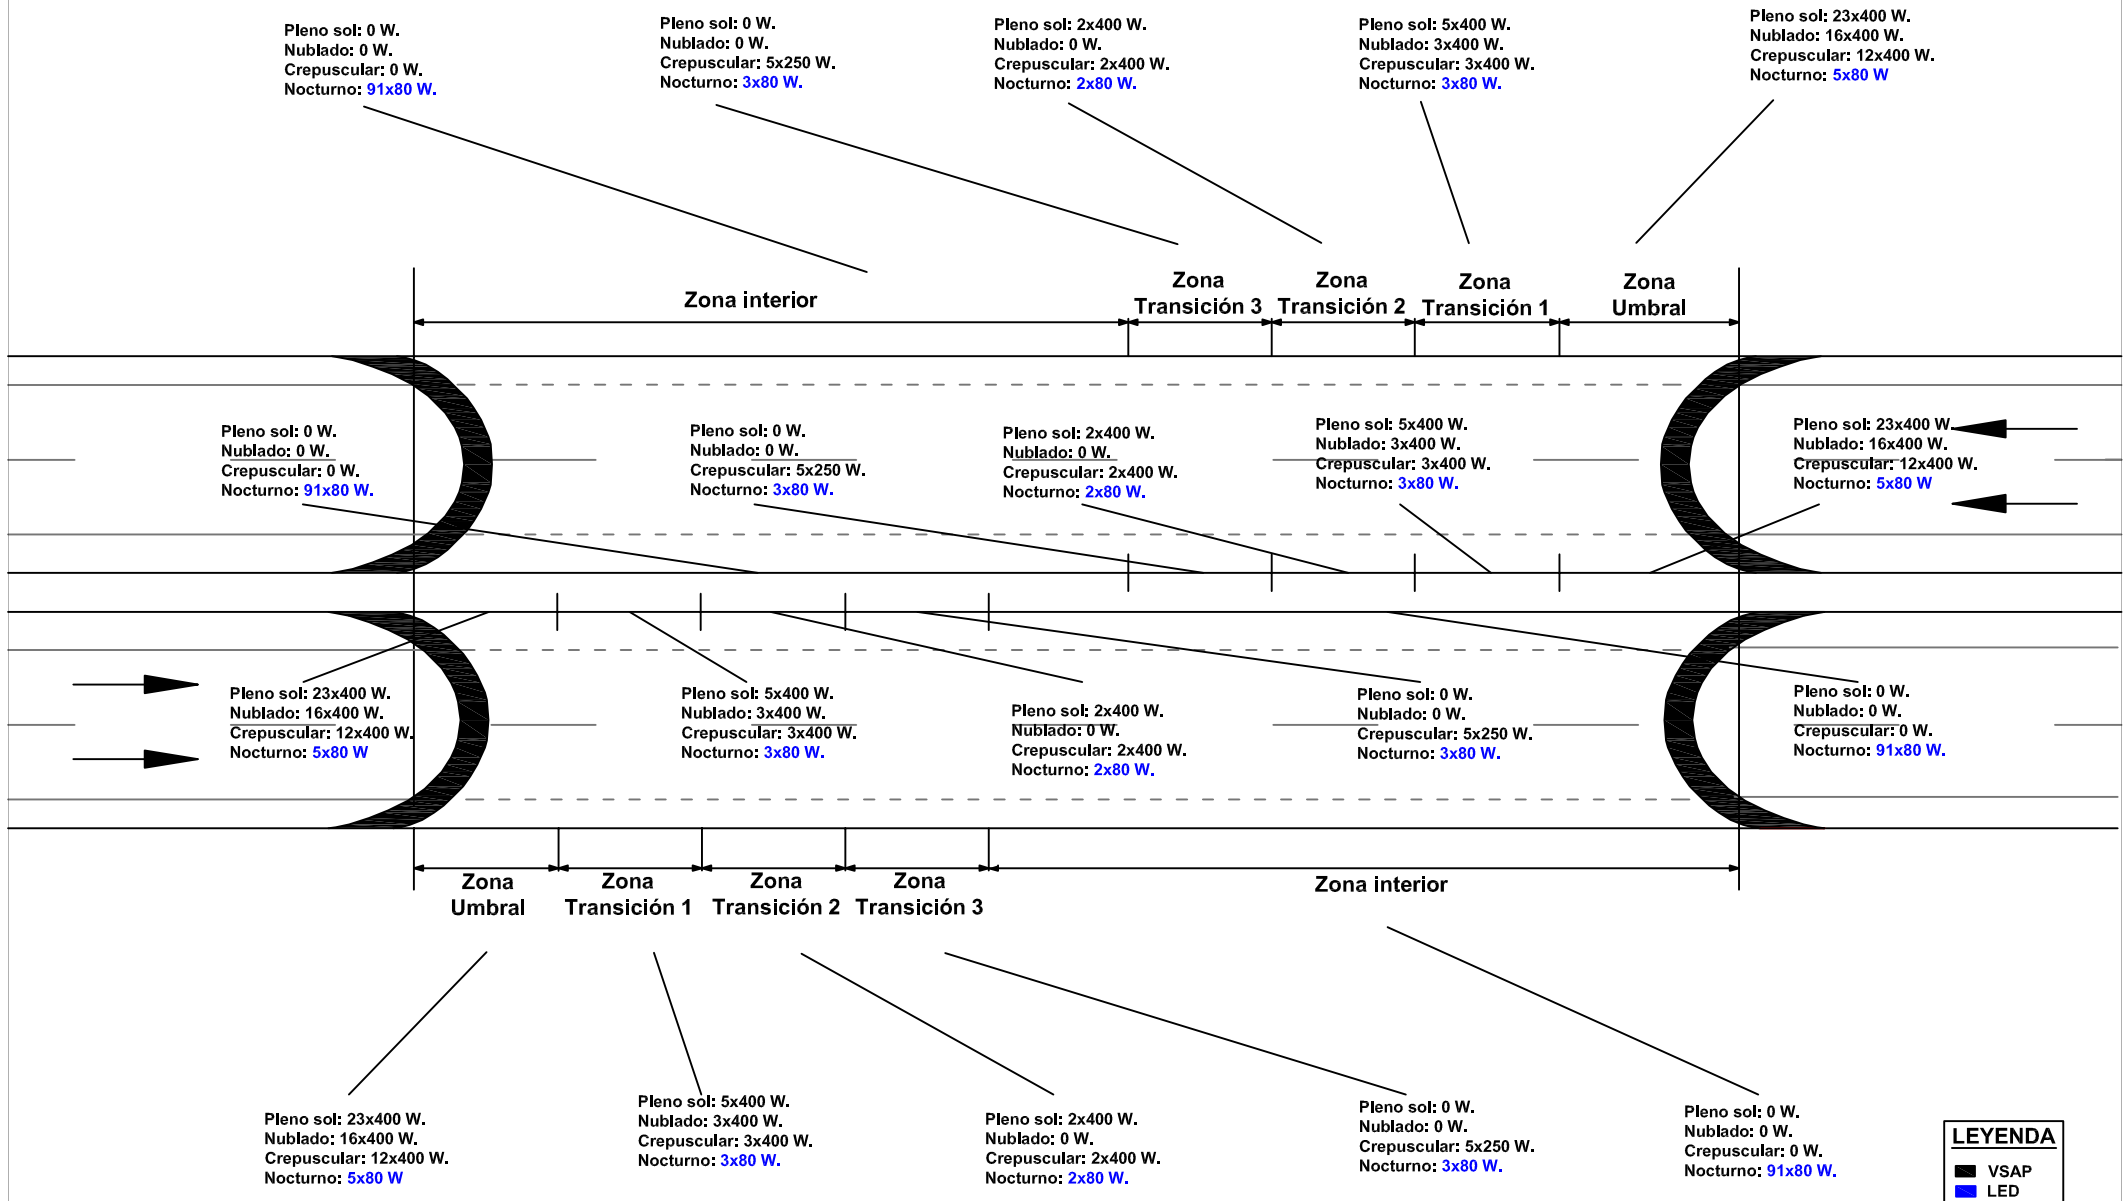 Pleno sol: 0 W.
Nublado: 0 W.
Crepuscular: 0 W.
Nocturno: 91x80 W.
Pleno sol: 0 W.
Nublado: 0 W.
Crepuscular: 5x250 W.
Nocturno: 3x80 W.
Pleno sol: 2x400 W.
Nublado: 0 W.
Crepuscular: 2x400 W.
Nocturno: 2x80 W.
Pleno sol: 5x400 W.
Nublado: 3x400 W.
Crepuscular: 3x400 W.
Nocturno: 3x80 W.
Pleno sol: 23x400 W.
Nublado: 16x400 W.
Crepuscular: 12x400 W.
Nocturno: 5x80 W
Zona interior
Zona
Transición 3
Zona
Transición 2
Zona
Transición 1
Zona
Umbral
Pleno sol: 0 W.
Nublado: 0 W.
Crepuscular: 0 W.
Nocturno: 91x80 W.
Pleno sol: 0 W.
Nublado: 0 W.
Crepuscular: 5x250 W.
Nocturno: 3x80 W.
Pleno sol: 2x400 W.
Nublado: 0 W.
Crepuscular: 2x400 W.
Nocturno: 2x80 W.
Pleno sol: 5x400 W.
Nublado: 3x400 W.
Crepuscular: 3x400 W.
Nocturno: 3x80 W.
Pleno sol: 23x400 W.
Nublado: 16x400 W.
Crepuscular: 12x400 W.
Nocturno: 5x80 W
Pleno sol: 23x400 W.
Nublado: 16x400 W.
Crepuscular: 12x400 W.
Nocturno: 5x80 W
Pleno sol: 5x400 W.
Nublado: 3x400 W.
Crepuscular: 3x400 W.
Nocturno: 3x80 W.
Pleno sol: 2x400 W.
Nublado: 0 W.
Crepuscular: 2x400 W.
Nocturno: 2x80 W.
Pleno sol: 0 W.
Nublado: 0 W.
Crepuscular: 5x250 W.
Nocturno: 3x80 W.
Pleno sol: 0 W.
Nublado: 0 W.
Crepuscular: 0 W.
Nocturno: 91x80 W.
Zona
Umbral
Zona
Transición 1
Zona
Transición 2
Zona
Transición 3
Zona interior
Pleno sol: 23x400 W.
Nublado: 16x400 W.
Crepuscular: 12x400 W.
Nocturno: 5x80 W
Pleno sol: 5x400 W.
Nublado: 3x400 W.
Crepuscular: 3x400 W.
Nocturno: 3x80 W.
Pleno sol: 2x400 W.
Nublado: 0 W.
Crepuscular: 2x400 W.
Nocturno: 2x80 W.
Pleno sol: 0 W.
Nublado: 0 W.
Crepuscular: 5x250 W.
Nocturno: 3x80 W.
Pleno sol: 0 W.
Nublado: 0 W.
Crepuscular: 0 W.
Nocturno: 91x80 W.
LEYENDA
VSAP
LED